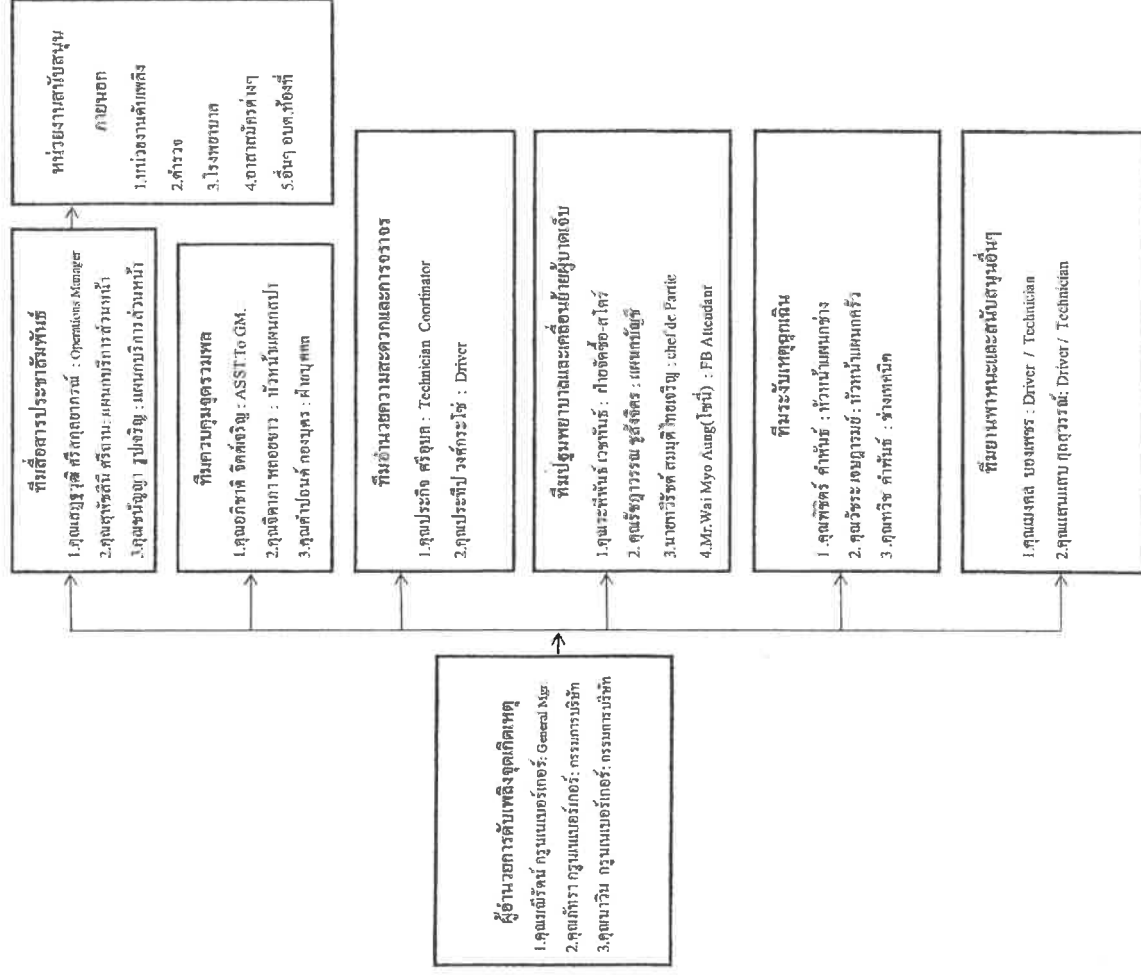 ผู้อำนวยการดับเพลิงจุดเกิดเหตุ
1.คุณมณีรัตน์ กรูนเนเบอร์เกอร์: General Mgr.
2.คุณภัทรา กรูนเนเบอร์เกอร์: กรรมการบริษัท
3.คุณนาวิน กรูนเนเบอร์เกอร์: กรรมการบริษัท
ทีมสื่อสารประชาสัมพันธ์
1.คุณเศรษฐวุฒิ ศรีสกุลยากรณ์ : Operations Manager
2.คุณสุพัชลินี ศรีถาน: แผนกบริการส่วนหน้า
3.คุณชนัญญา รูปเจริญ : แผนกบริการส่วนหน้า
หน่วยงานสนับสนุน
ภายนอก
1.หน่วยงานดับเพลิง
2.ตำรวจ
3.โรงพยาบาล
4.อาสาสมัครต่างๆ
5.อื่นๆ อบต.ท้องที่
ทีมควบคุมจุดรวมพล
1.คุณอภิชาติ จิตต์เจริญ : ASST.To GM.
2.คุณจิดาภา พลอยขาว : หัวหน้าแผนกสปา
3.คุณคำปอนด์ กองบุตร : ฝ่ายบุคคล
ทีมอำนวยความสะดวกและการจราจร
1.คุณประกิจ ศรีอุบล : Technician Coortinator
2.คุณประทีป วงค์กระโซ่ : Driver
ทีมปฐมพยาบาลและเคลื่อนย้ายผู้บาดเจ็บ
1.คุณระพีพันธ์ เวชพันธ์ : ฝ่ายจัดซื้อ-สโตร์
2. คุณรัชฎาวรรณ ชูสังจิตร : แผนกบัญชี
3.นายทวีรัชต์ สมมุติไทยเจริญ : chef de Partie
4.Mr.Wai Myo Aung(โซนี่) : FB Attendant
ทีมระงับเหตุฉุกเฉิน
1 .คุณพิชตร์ คำพันธ์ : หัวหน้าแผนกช่าง
2. คุณวัชระ เจษฎารมย์ : หัวหน้าแผนกครัว
3 .คุณทวิช คำพันธ์ : ช่างเทคนิค
ทีมยานพาหนะและสนับสนุนอื่นๆ
1.คุณมงคล บองเพชร : Driver / Technician
2.คุณแสนแสบ กุลสุวรรณ์; Driver / Technician